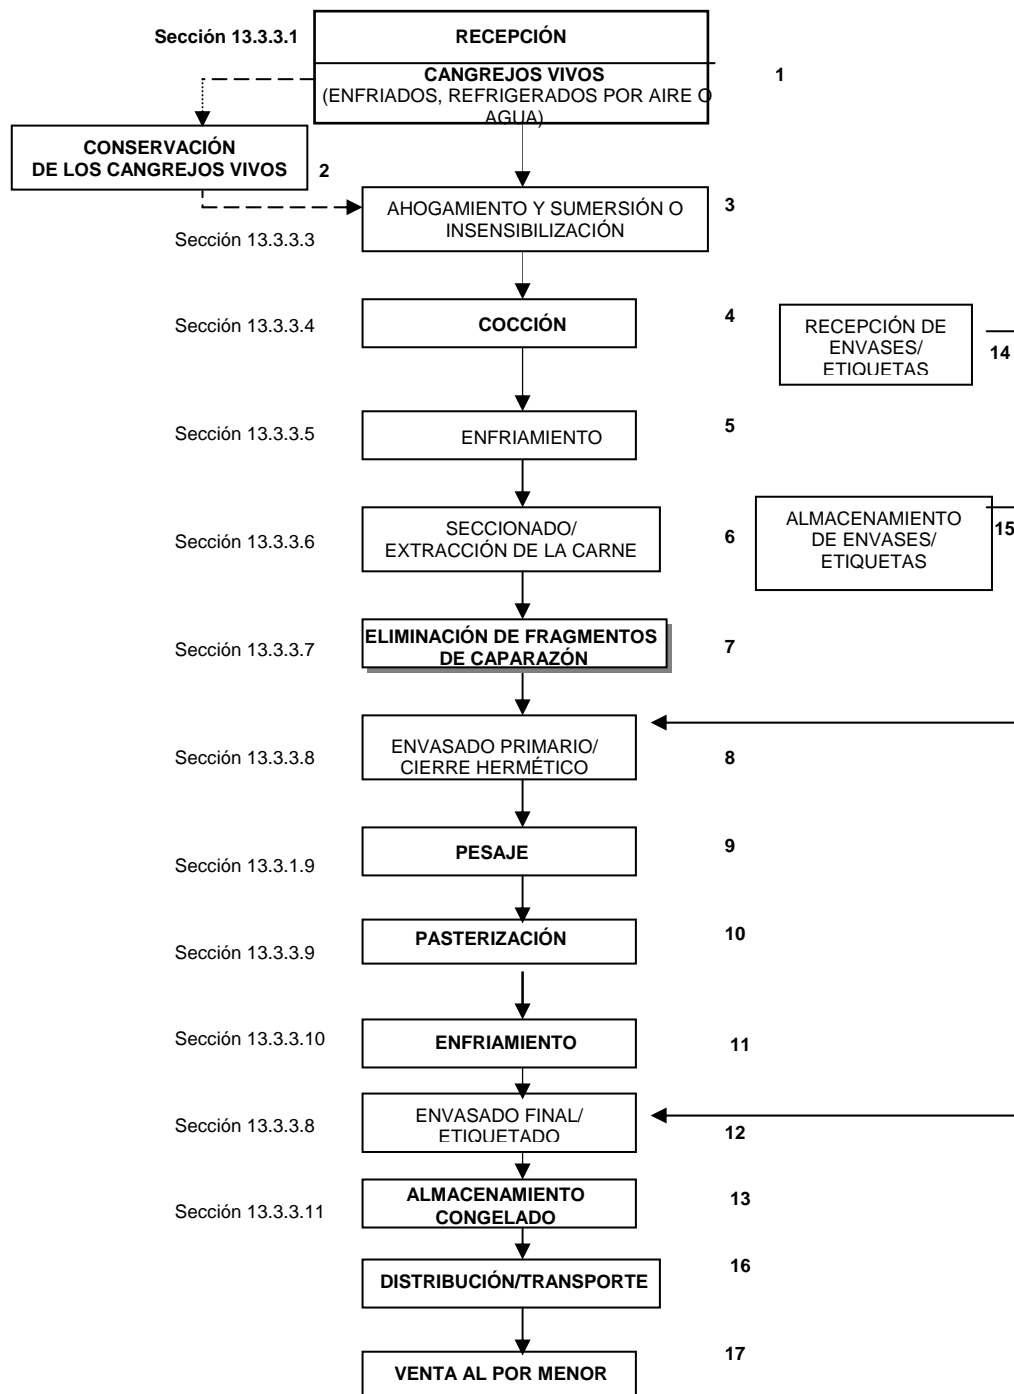 Sección 13.3.3.1
RECEPCIÓN
CANGREJOS VIVOS
(ENFRIADOS, REFRIGERADOS POR AIRE O
AGUA)
1
CONSERVACIÓN
DE LOS CANGREJOS VIVOS
2
AHOGAMIENTO Y SUMERSIÓN O
INSENSIBILIZACIÓN
3
Sección 13.3.3.3
Sección 13.3.3.4
COCCIÓN
4
RECEPCIÓN DE
ENVASES/
ETIQUETAS
14
Sección 13.3.3.5
ENFRIAMIENTO
5
Sección 13.3.3.6
SECCIONADO/
EXTRACCIÓN DE LA CARNE
6
ALMACENAMIENTO
DE ENVASES/
ETIQUETAS
15
Sección 13.3.3.7
ELIMINACIÓN DE FRAGMENTOS
DE CAPARAZÓN
7
Sección 13.3.3.8
ENVASADO PRIMARIO/
CIERRE HERMÉTICO
8
Sección 13.3.1.9
PESAJE
9
Sección 13.3.3.9
PASTERIZACIÓN
10
Sección 13.3.3.10
ENFRIAMIENTO
11
Sección 13.3.3.8
ENVASADO FINAL/
ETIQUETADO
12
Sección 13.3.3.11
ALMACENAMIENTO
CONGELADO
13
DISTRIBUCIÓN/TRANSPORTE
16
VENTA AL POR MENOR
17